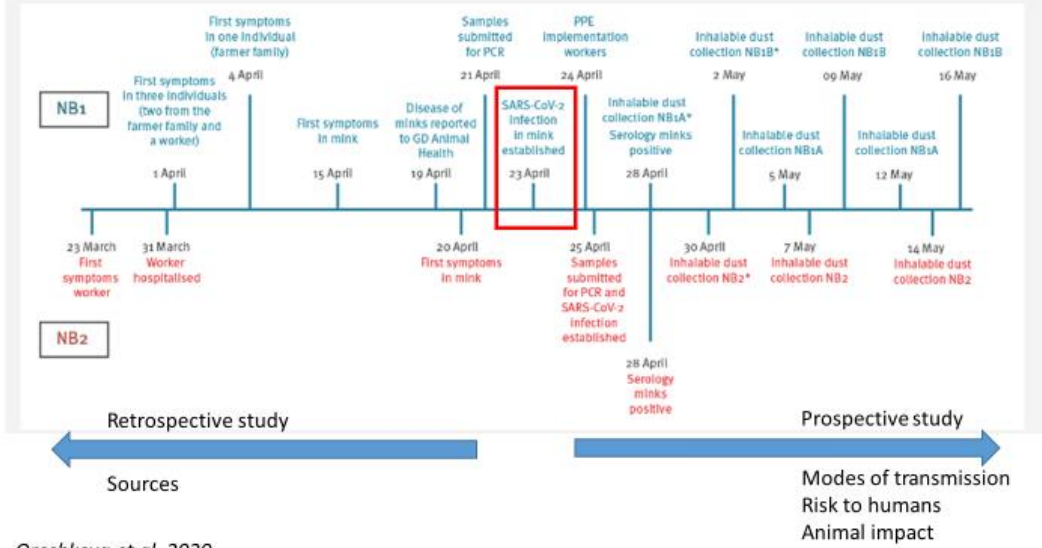 First symptoms
in one individual
(farmer family)
4 April
Samples
submitted
for PCR
21 April
PPE
implementation
workers
24 April
Inhalable dust
collection NB1B*
2 May
Inhalable dust
collection NB1B
09 May
Inhalable dust
collection NB1B
16 May
NB1
First symptoms
in three individuals
(two from the
farmer family and
a worker)
1 April
First symptoms
in mink
15 April
Disease of
minks reported
to GD Animal
Health
19 April
SARS-CoV-2
infection
in mink
established
23 April
Inhalable dust
collection NB1A*
Serology minks
positive
28 April
Inhalable dust
collection NB1A
5 May
Inhalable dust
collection NB1A
12 May
23 March
First
symptoms
worker
31 March
Worker
hospitalised
20 April
First symptoms
in mink
25 April
Samples
submitted
for PCR and
SARS-CoV-2
infection
established
30 April
Inhalable dust
collection NB2*
7 May
Inhalable dust
collection NB2
14 May
Inhalable dust
collection NB2
NB2
28 April
Serology
minks
positive
Retrospective study
Prospective study
Sources
Modes of transmission
Risk to humans
Animal impact
et al. 2020